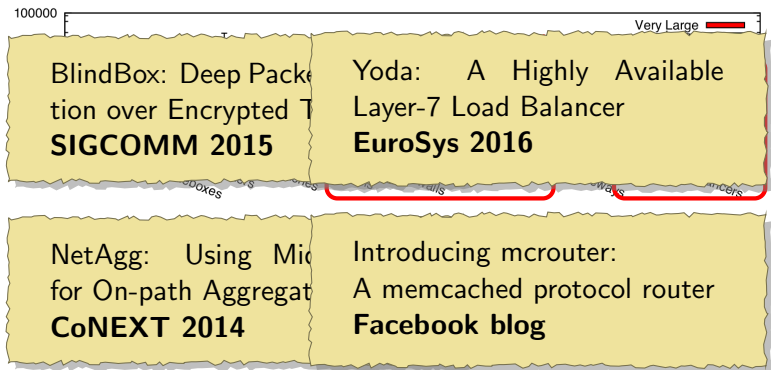 100000
Very Large
BlindBox: Deep Packe
tion over Encrypted T
SIGCOMM 2015
Yoda: A Highly Available
Layer-7 Load Balancer
EuroSys 2016
NetAgg: Using Mid
for On-path Aggregat
CoNEXT 2014
Introducing mcrouter:
A memcached protocol router
Facebook blog